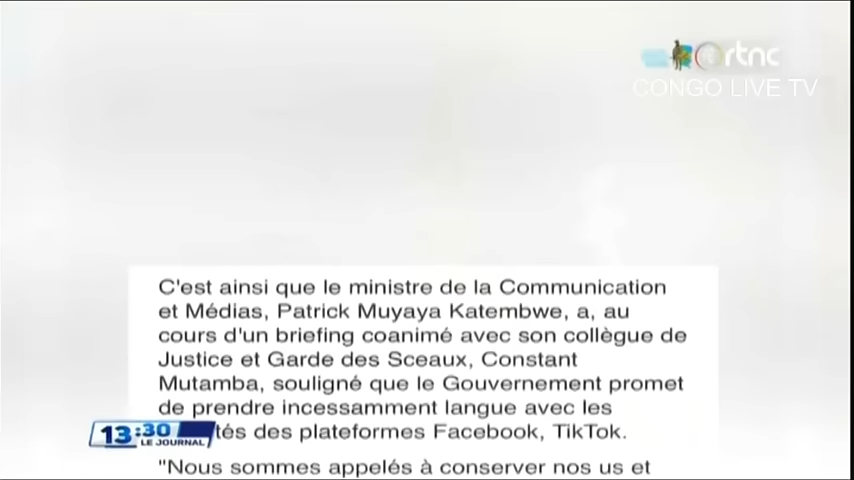 rtnc
CONGO LIVE TV
C'est ainsi que le ministre de la Communication
et Médias, Patrick Muyaya Katembwe, a, au
cours d'un briefing coanimé avec son collègue de
Justice et Garde des Sceaux, Constant
Mutamba, souligné que le Gouvernement promet
de prendre incessamment langue avec les
tés des plateformes Facebook, TikTok.
13:30
LE JOURNAL
"Nous sommes appelés à conserver nos us et